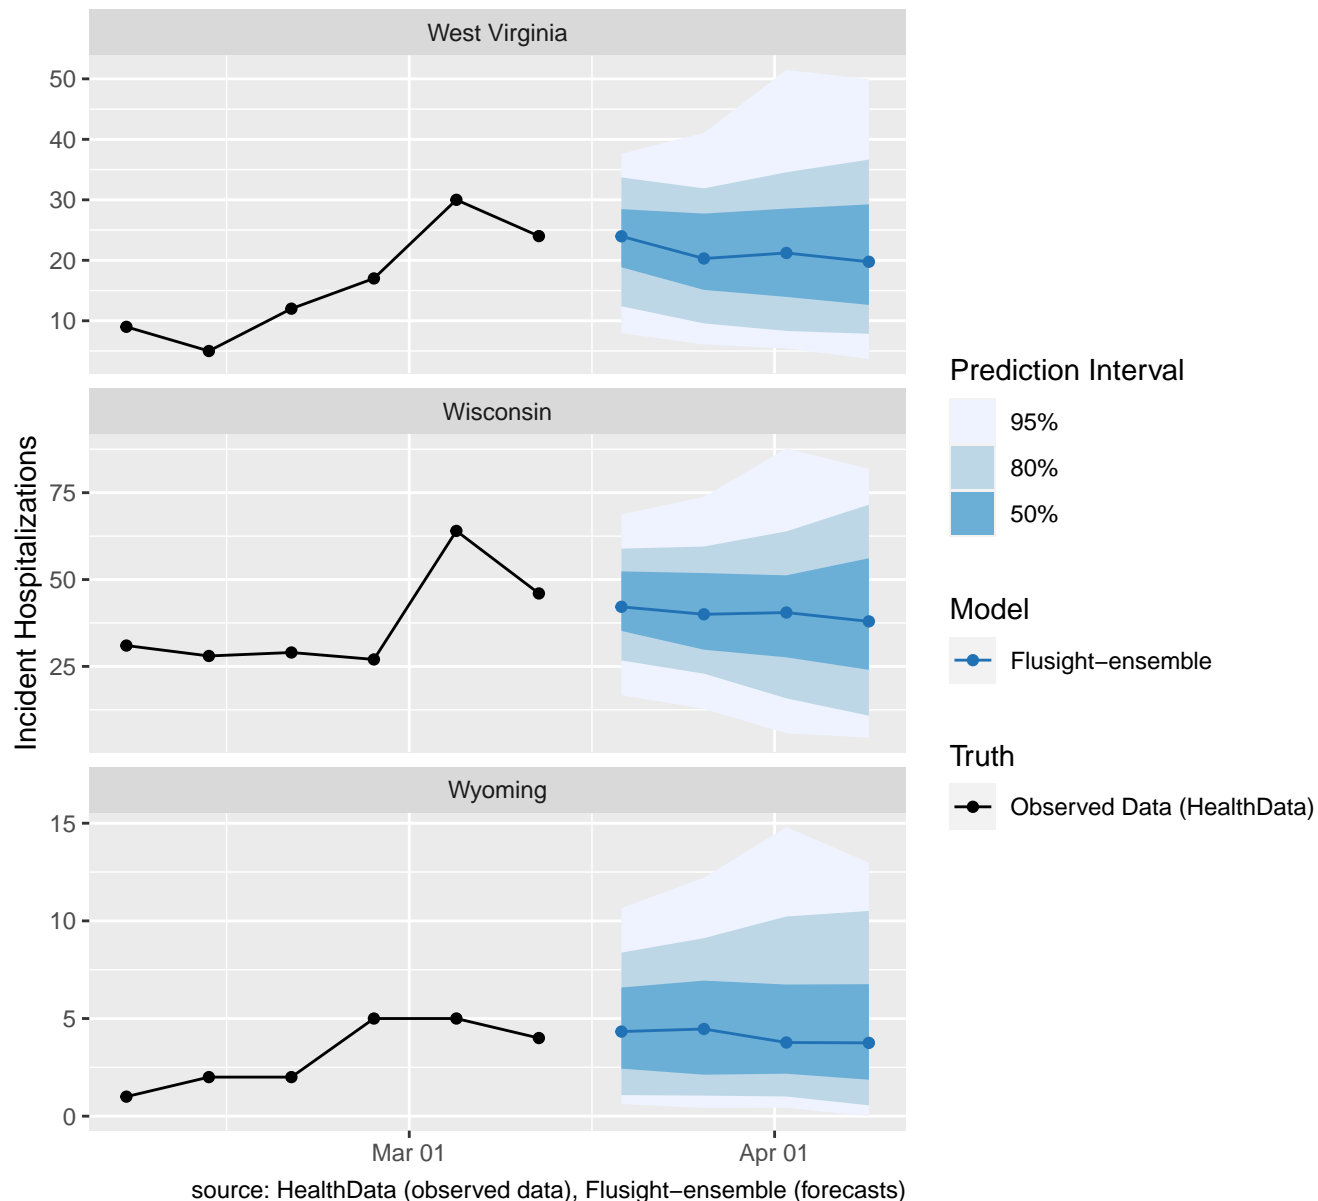 West Virginia
50
40
30
20
10
Wisconsin
75
50
25
Wyoming
15
10
5
0
Mar 01
Apr 01
Incident Hospitalizations
source: HealthData (observed data), Flusight−ensemble (forecasts)
Prediction Interval
95%
80%
50%
Model
Flusight−ensemble
Truth
Observed Data (HealthData)